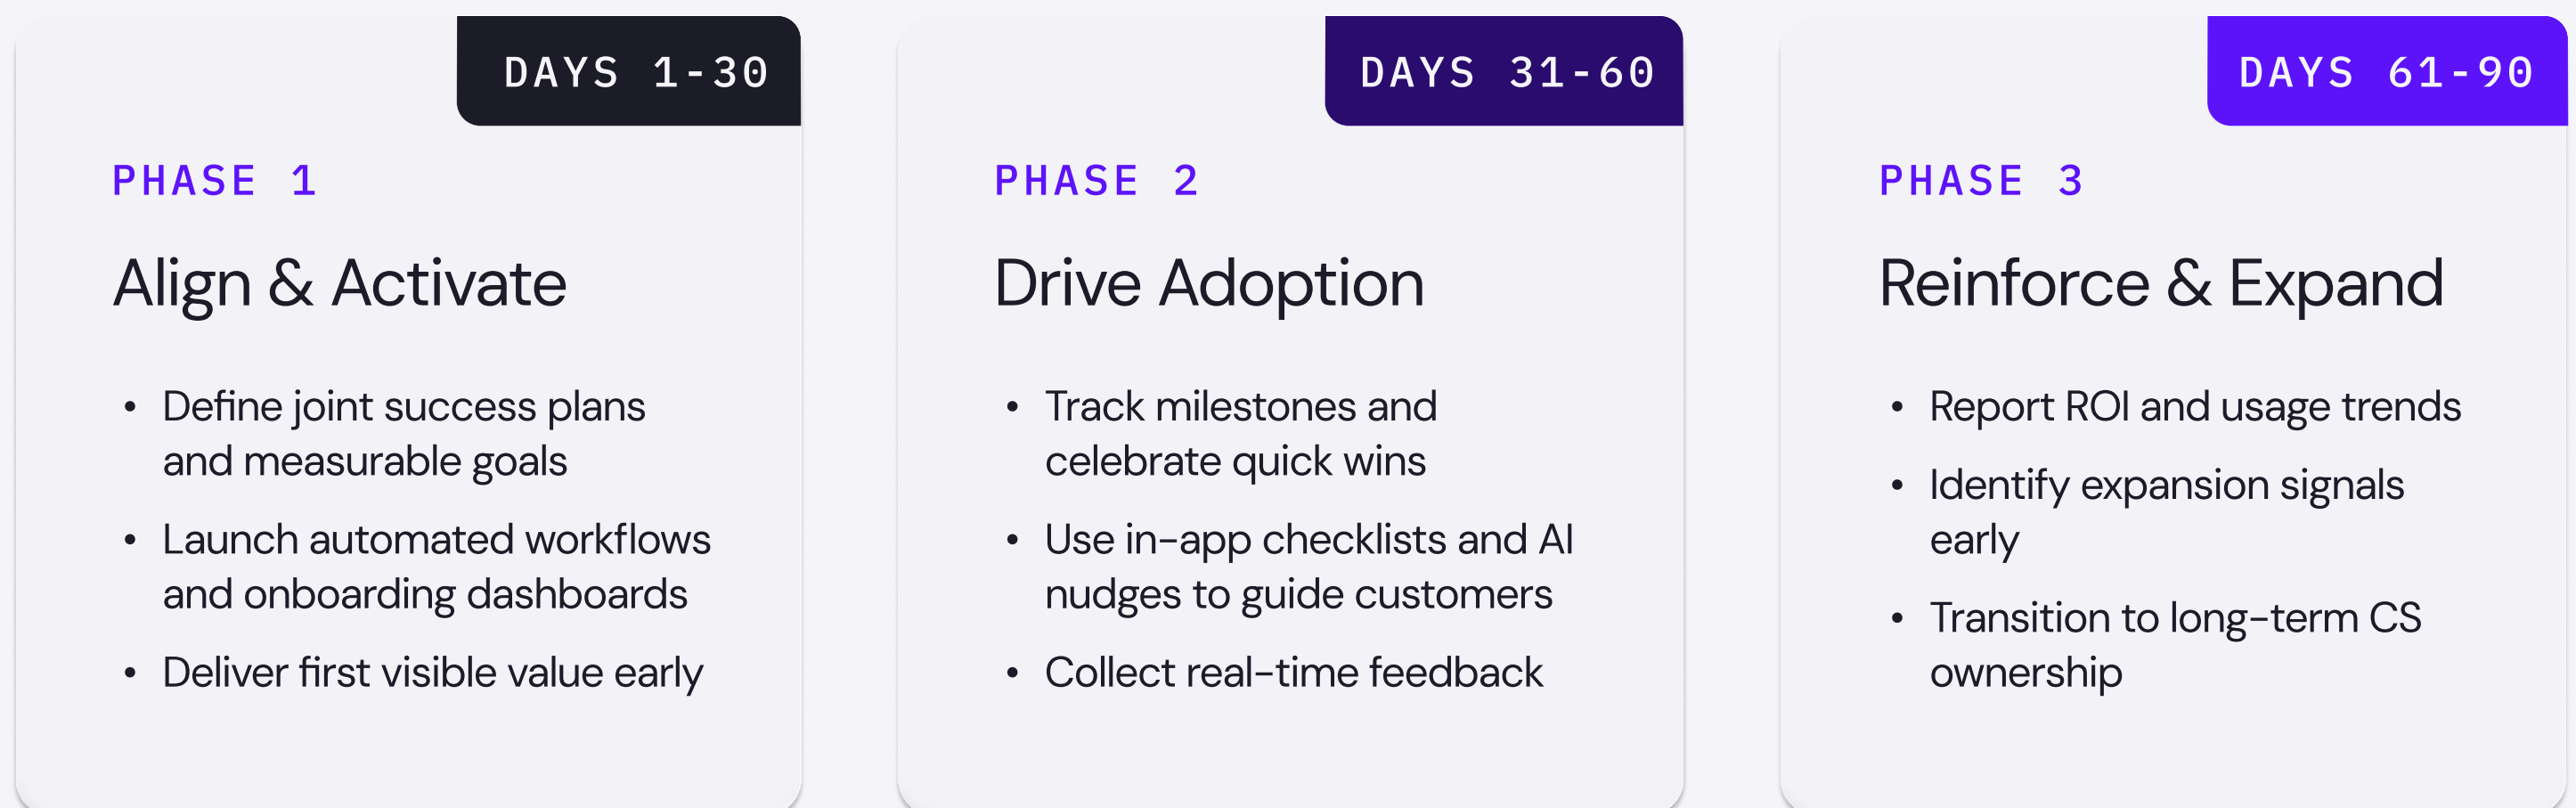 DAYS 1-30
PHASE 1
Align & Activate
• Define joint success plans
and measurable goals
• Launch automated workflows
and onboarding dashboards
• Deliver first visible value early
DAYS 31-60
PHASE 2
Drive Adoption
• Track milestones and
celebrate quick wins
• Use in-app checklists and AI
nudges to guide customers
• Collect real-time feedback
DAYS 61-90
PHASE 3
Reinforce & Expand
• Report ROI and usage trends
• Identify expansion signals
early
• Transition to long-term CS
ownership